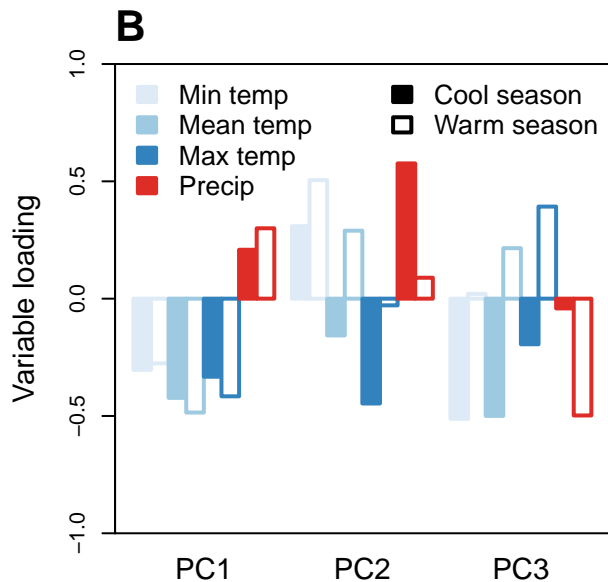 B
Variable loading
1.0
0.5
0.0
−0.5
−1.0
Min temp
Mean temp
Max temp
Precip
Cool season
Warm season
PC1 PC2 PC3